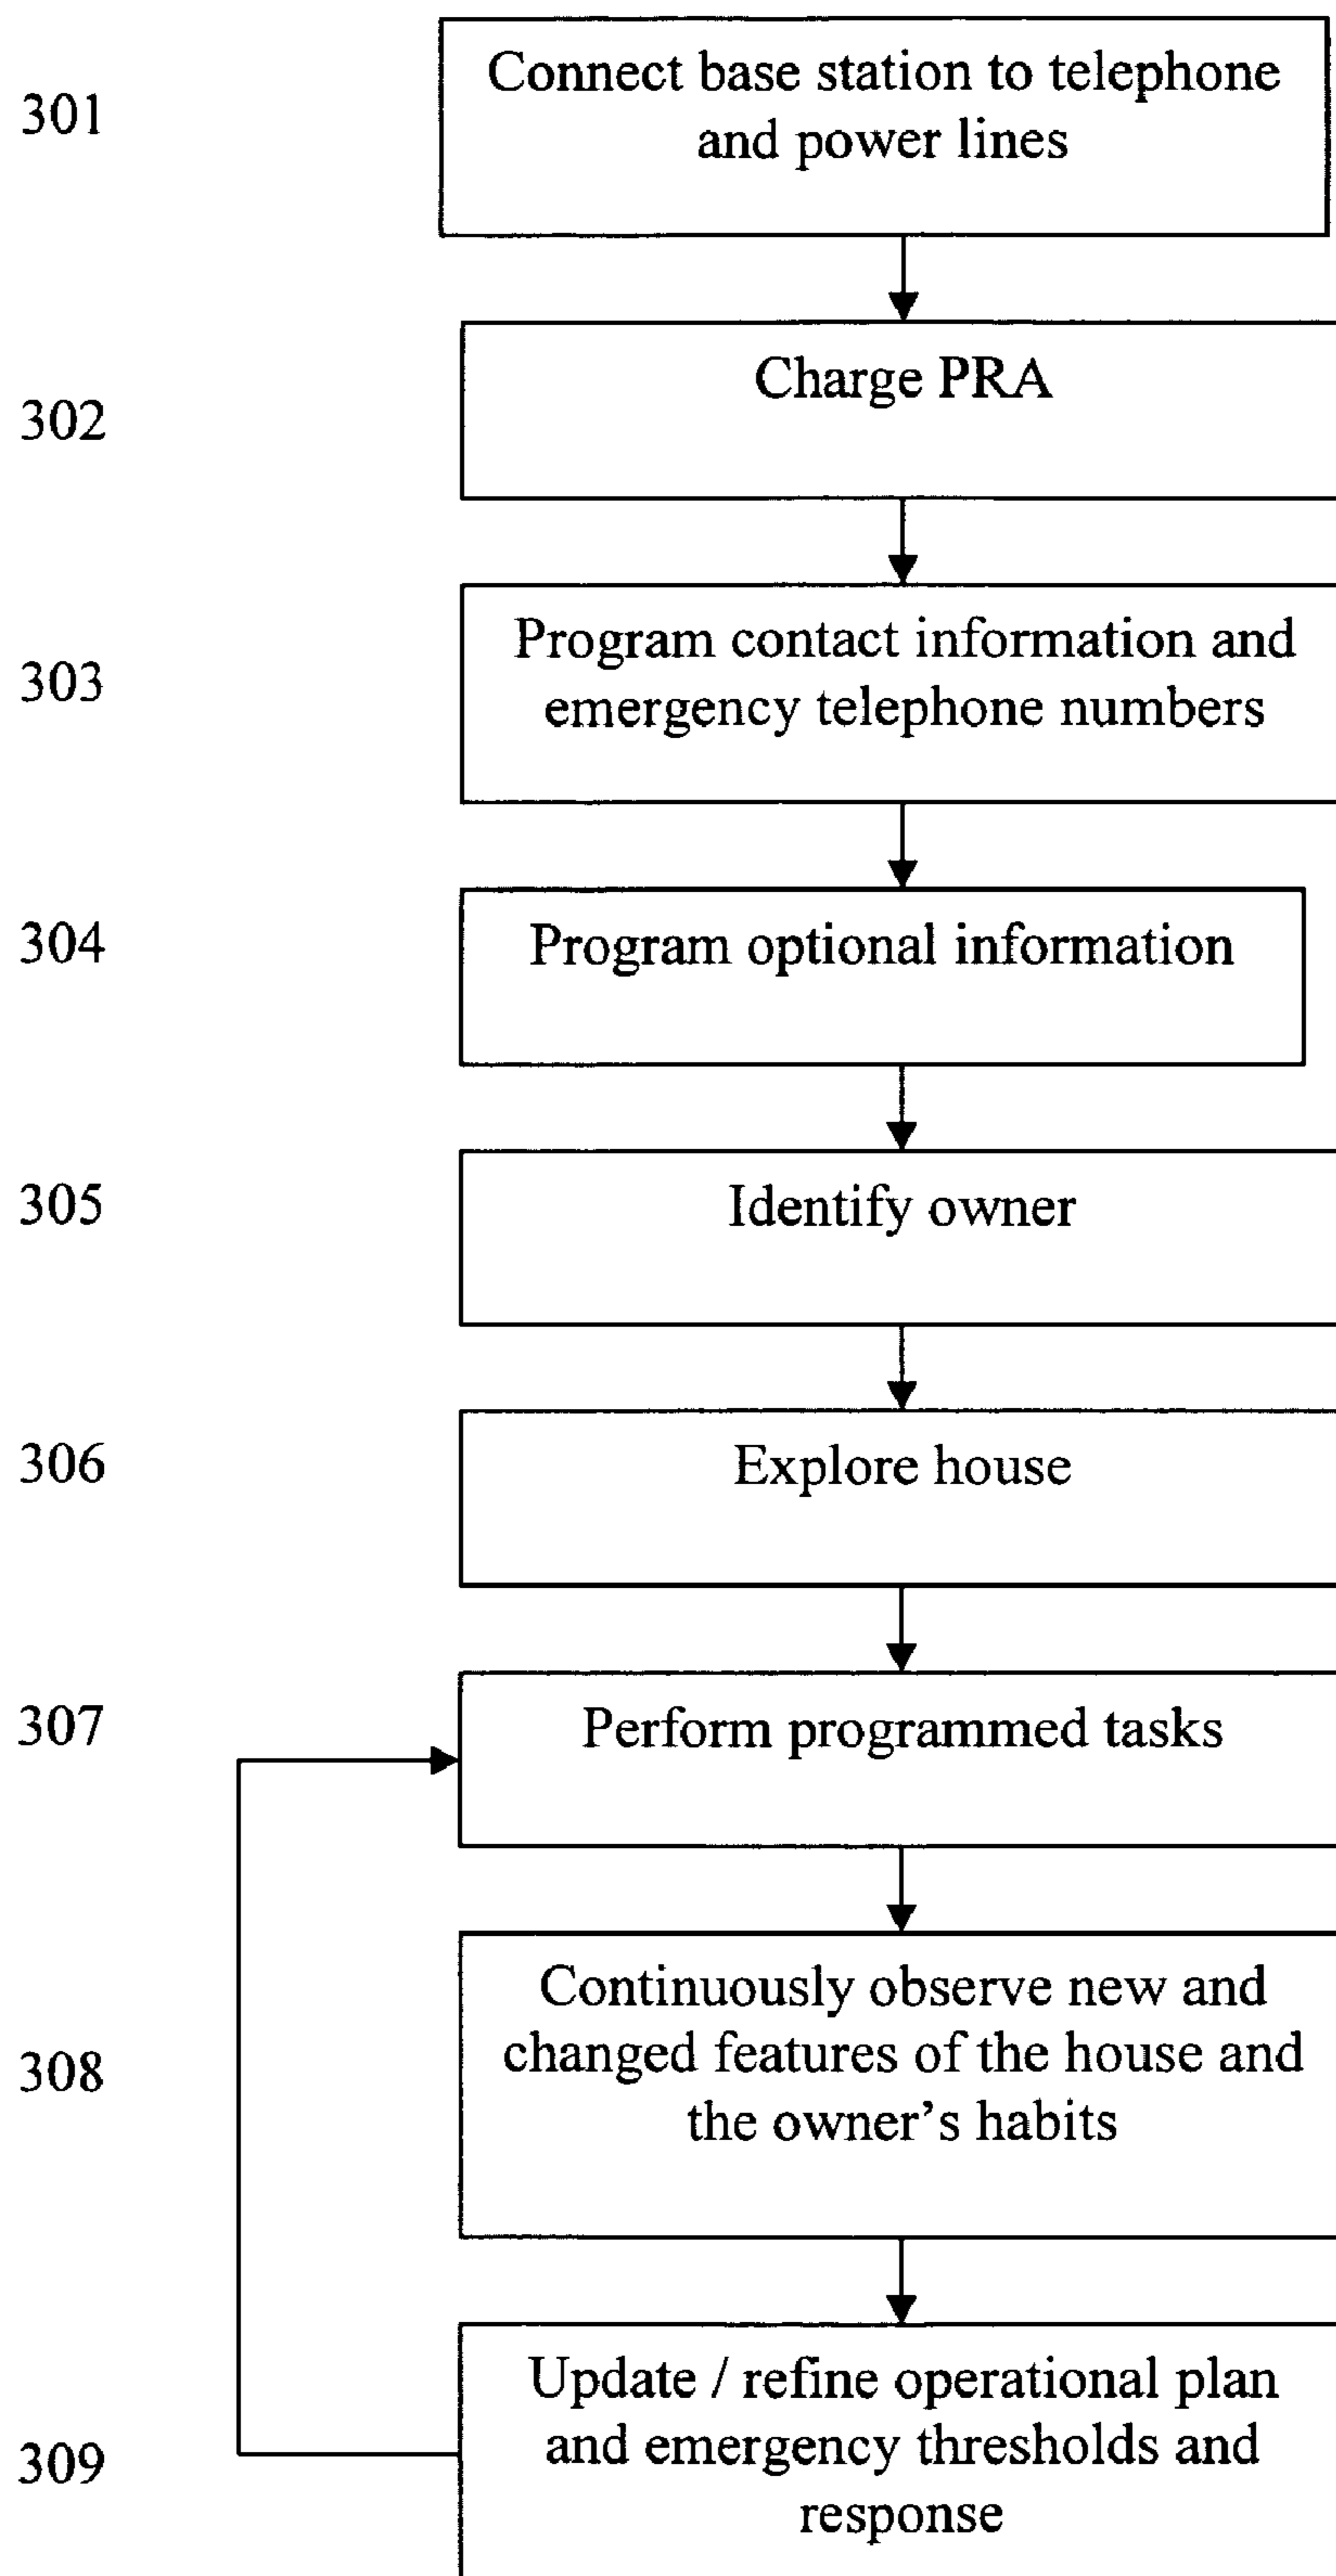 301
Connect base station to telephone
and power lines
302
Charge PRA
303
Program contact information and
emergency telephone numbers
304
Program optional information
305
Identify owner
306
Explore house
307
Perform programmed tasks
308
Continuously observe new and
changed features of the house and
the owner's habits
309
Update / refine operational plan
and emergency thresholds and
response